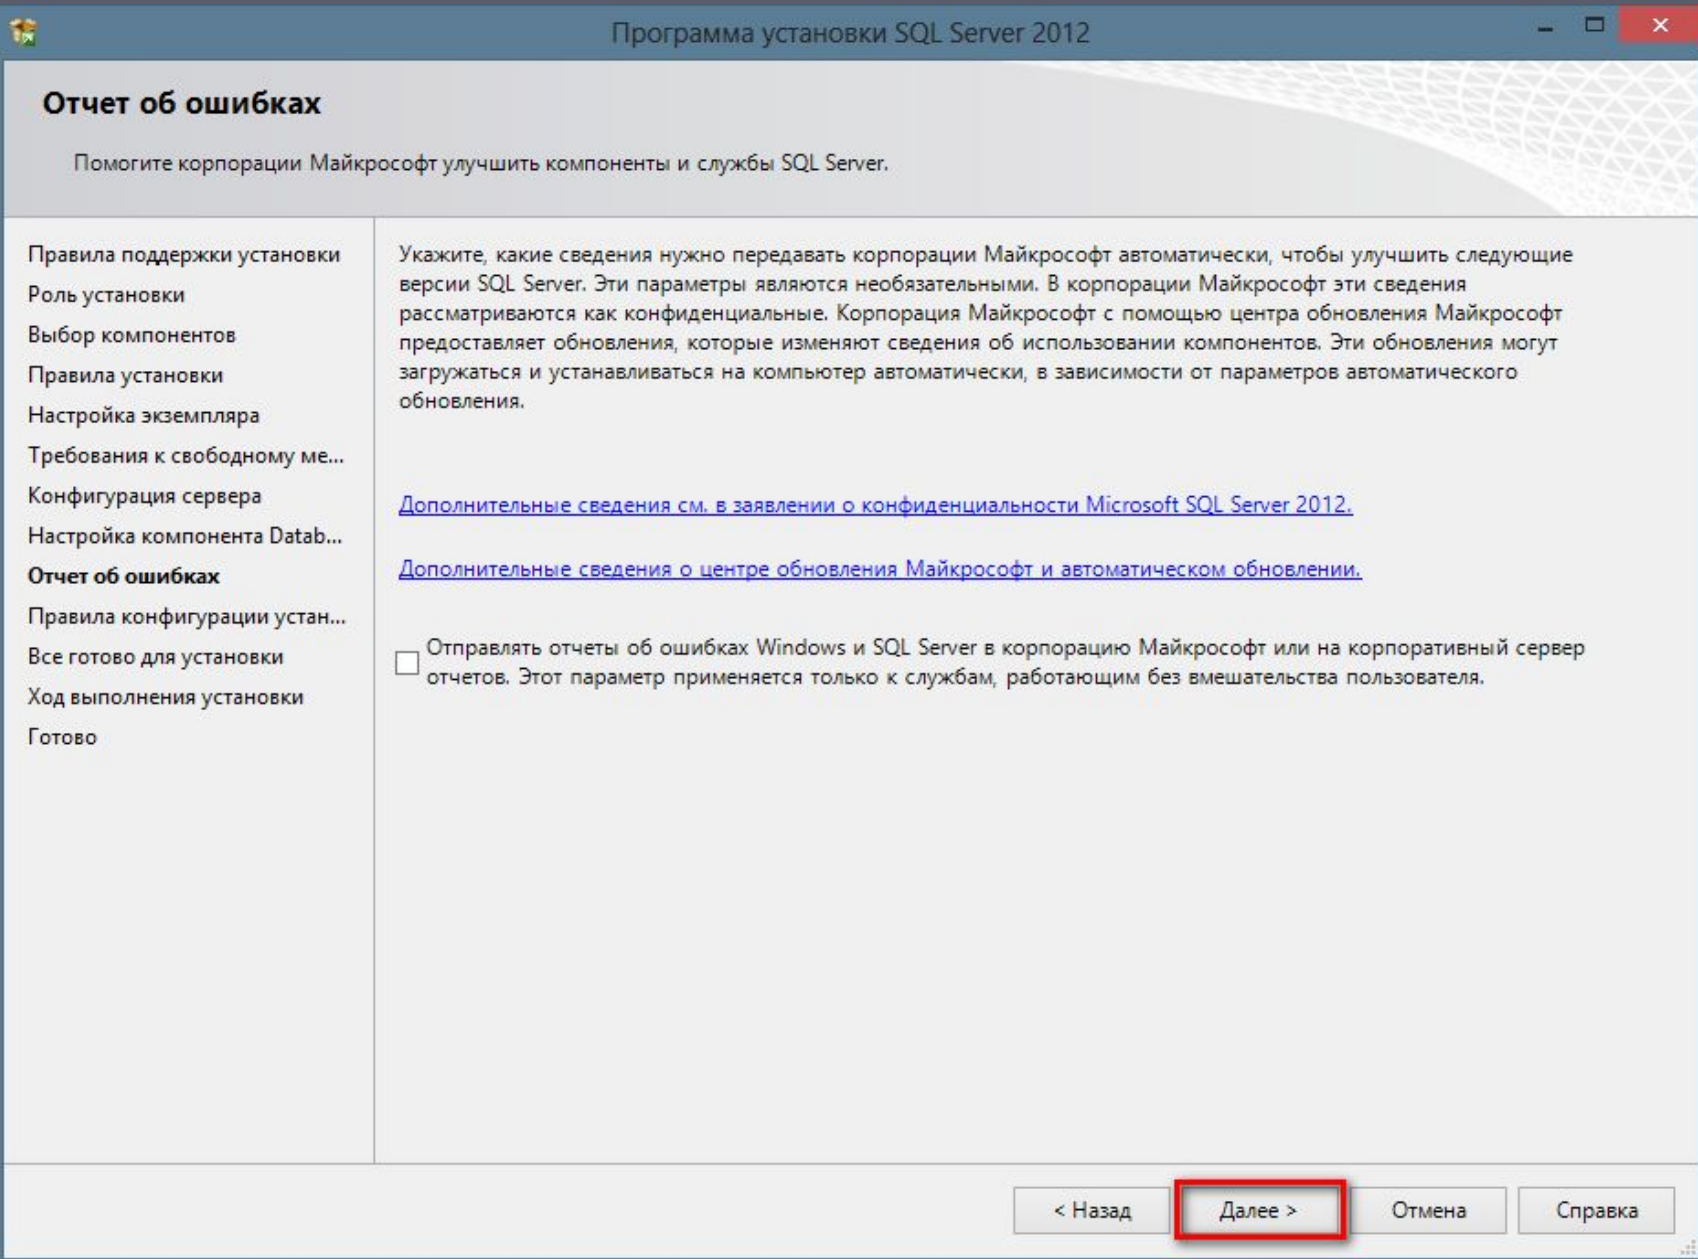 Программа установки SQL Server 2012
Отчет об ошибках
Помогите корпорации Майкрософт улучшить компоненты и службы SQL Server.
Правила поддержки установки
Роль установки
Выбор компонентов
Правила установки
Настройка экземпляра
Требования к свободному ме...
Конфигурация сервера
Настройка компонента Datab...
Отчет об ошибках
Правила конфигурации устан...
Все готово для установки
Ход выполнения установки
Готово
Укажите, какие сведения нужно передавать корпорации Майкрософт автоматически, чтобы улучшить следующие
версии SQL Server. Эти параметры являются необязательными. В корпорации Майкрософт эти сведения
рассматриваются как конфиденциальные. Корпорация Майкрософт с помощью центра обновления Майкрософт
предоставляет обновления, которые изменяют сведения об использовании компонентов. Эти обновления могут
загружаться и устанавливаться на компьютер автоматически, в зависимости от параметров автоматического
обновления.
Дополнительные сведения см. в заявлении о конфиденциальности Microsoft SQL Server 2012.
Дополнительные сведения о центре обновления Майкрософт и автоматическом обновлении.
Отправлять отчеты об ошибках Windows и SQL Server в корпорацию Майкрософт или на корпоративный сервер
отчетов. Этот параметр применяется только к службам, работающим без вмешательства пользователя.
< Назад
Далее >
Отмена
Справка